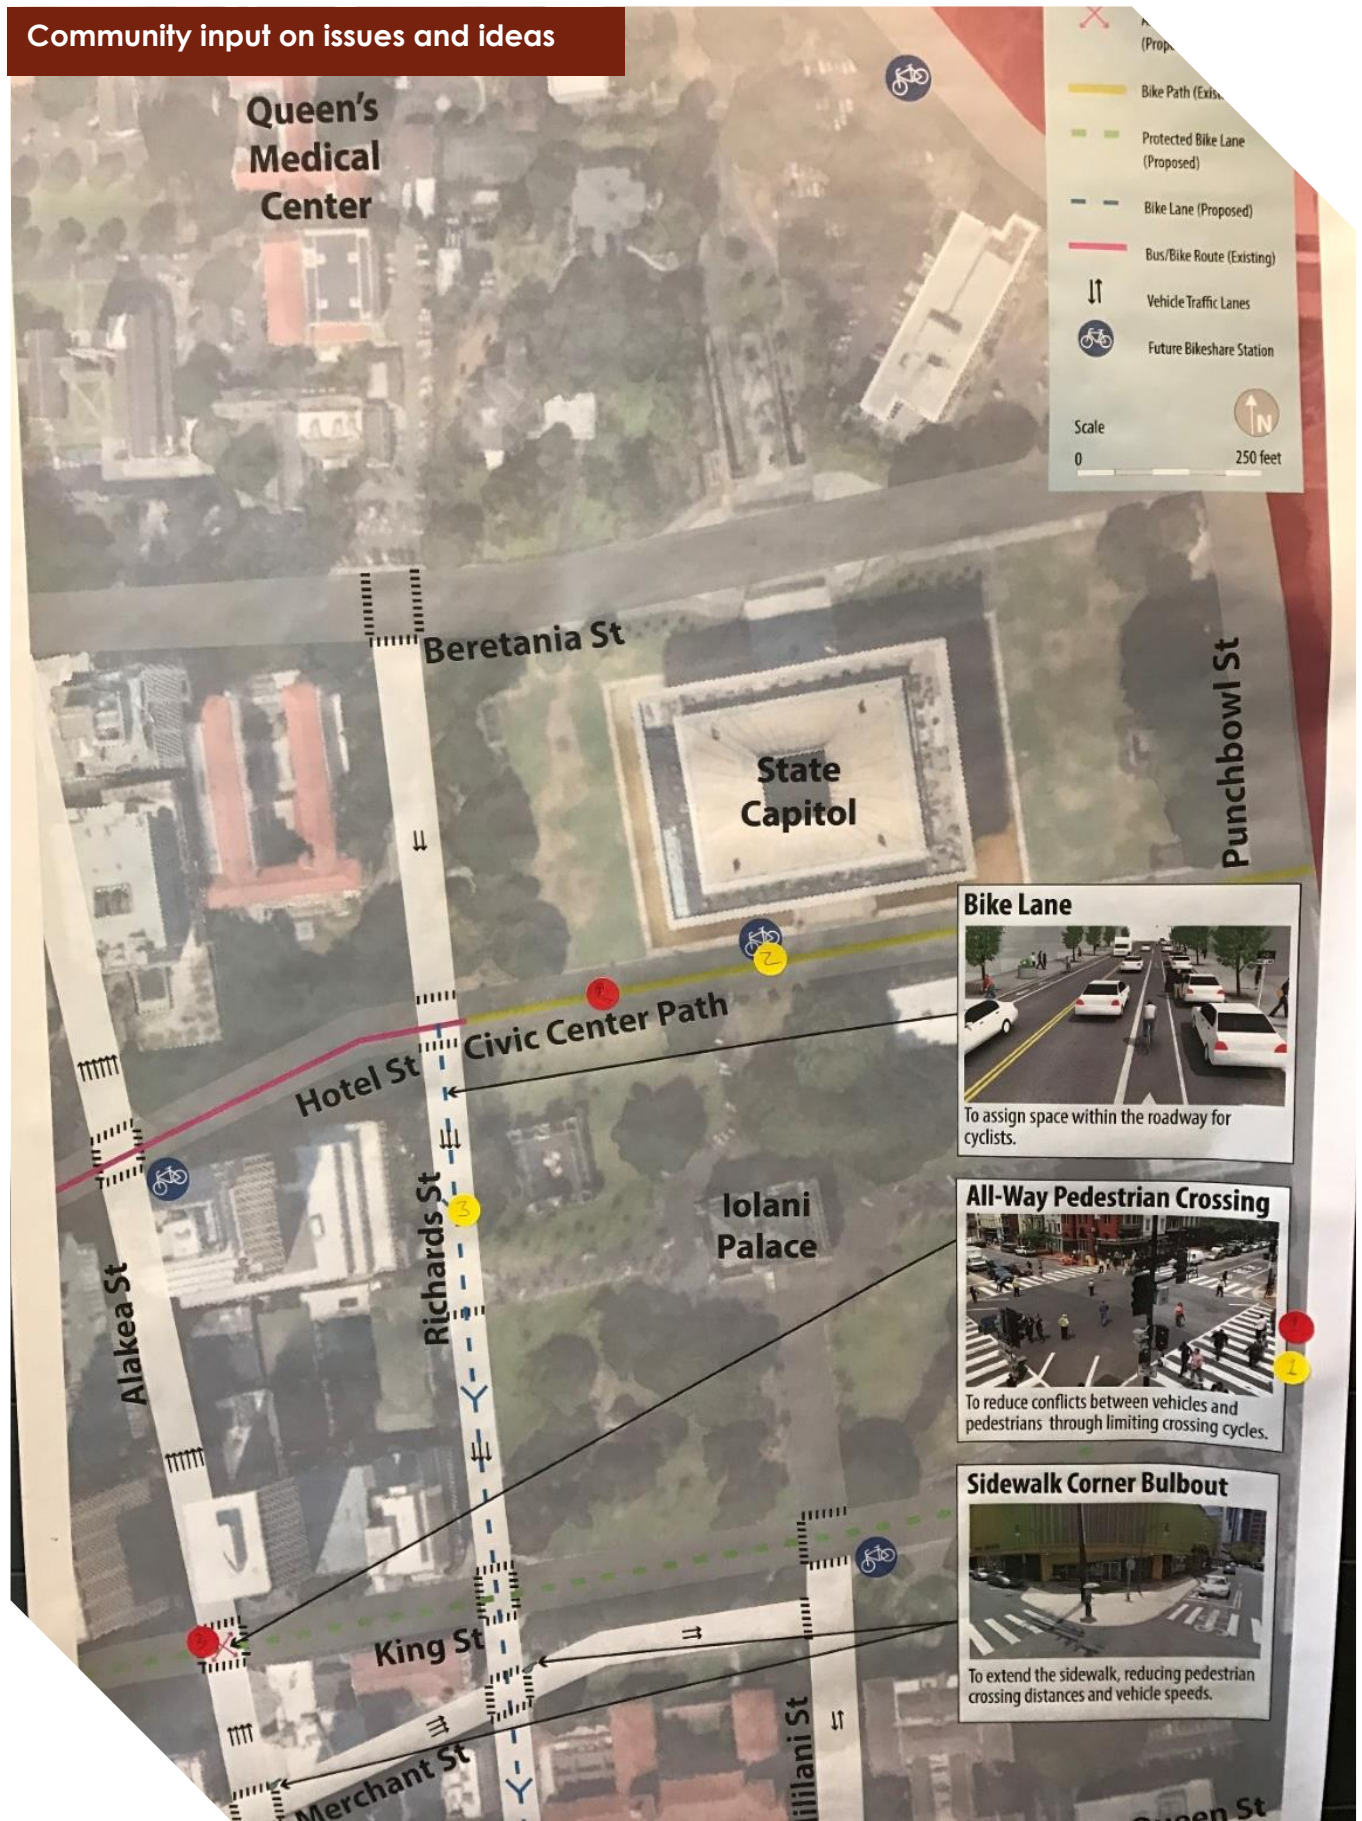 Community input on issues and ideas
Queen's
Medical
Center
Bike Path
Protected Bike Lane
(Proposed)
Bike Lane (Proposed)
Bus/Bike Route (Existing)
Vehicle Traffic Lanes
Future Bikeshare Station
N
Scale
0 250 feet
Beretania St
State
Capitol
Punchbowl St
Bike Lane
To assign space within the roadway for
cyclists.
2
Civic Center Path
Hotel St
Richards St
3
Iolani
Palace
Alakea St
All-Way Pedestrian Crossing
To reduce conflicts between vehicles and
pedestrians through limiting crossing cycles.
Sidewalk Corner Bulbout
To extend the sidewalk, reducing pedestrian
crossing distances and vehicle speeds.
3
King St
Merchant St
St
St